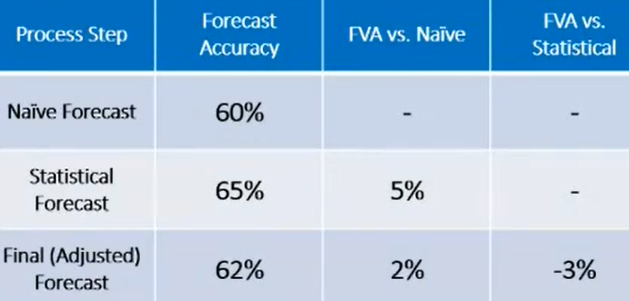 Process Step
Forecast
Accuracy
FVA vs. Naïve
FVA vs.
Statistical
Naïve Forecast
60%
-
-
Statistical
Forecast
65%
5%
-
Final (Adjusted)
Forecast
62%
2%
-3%